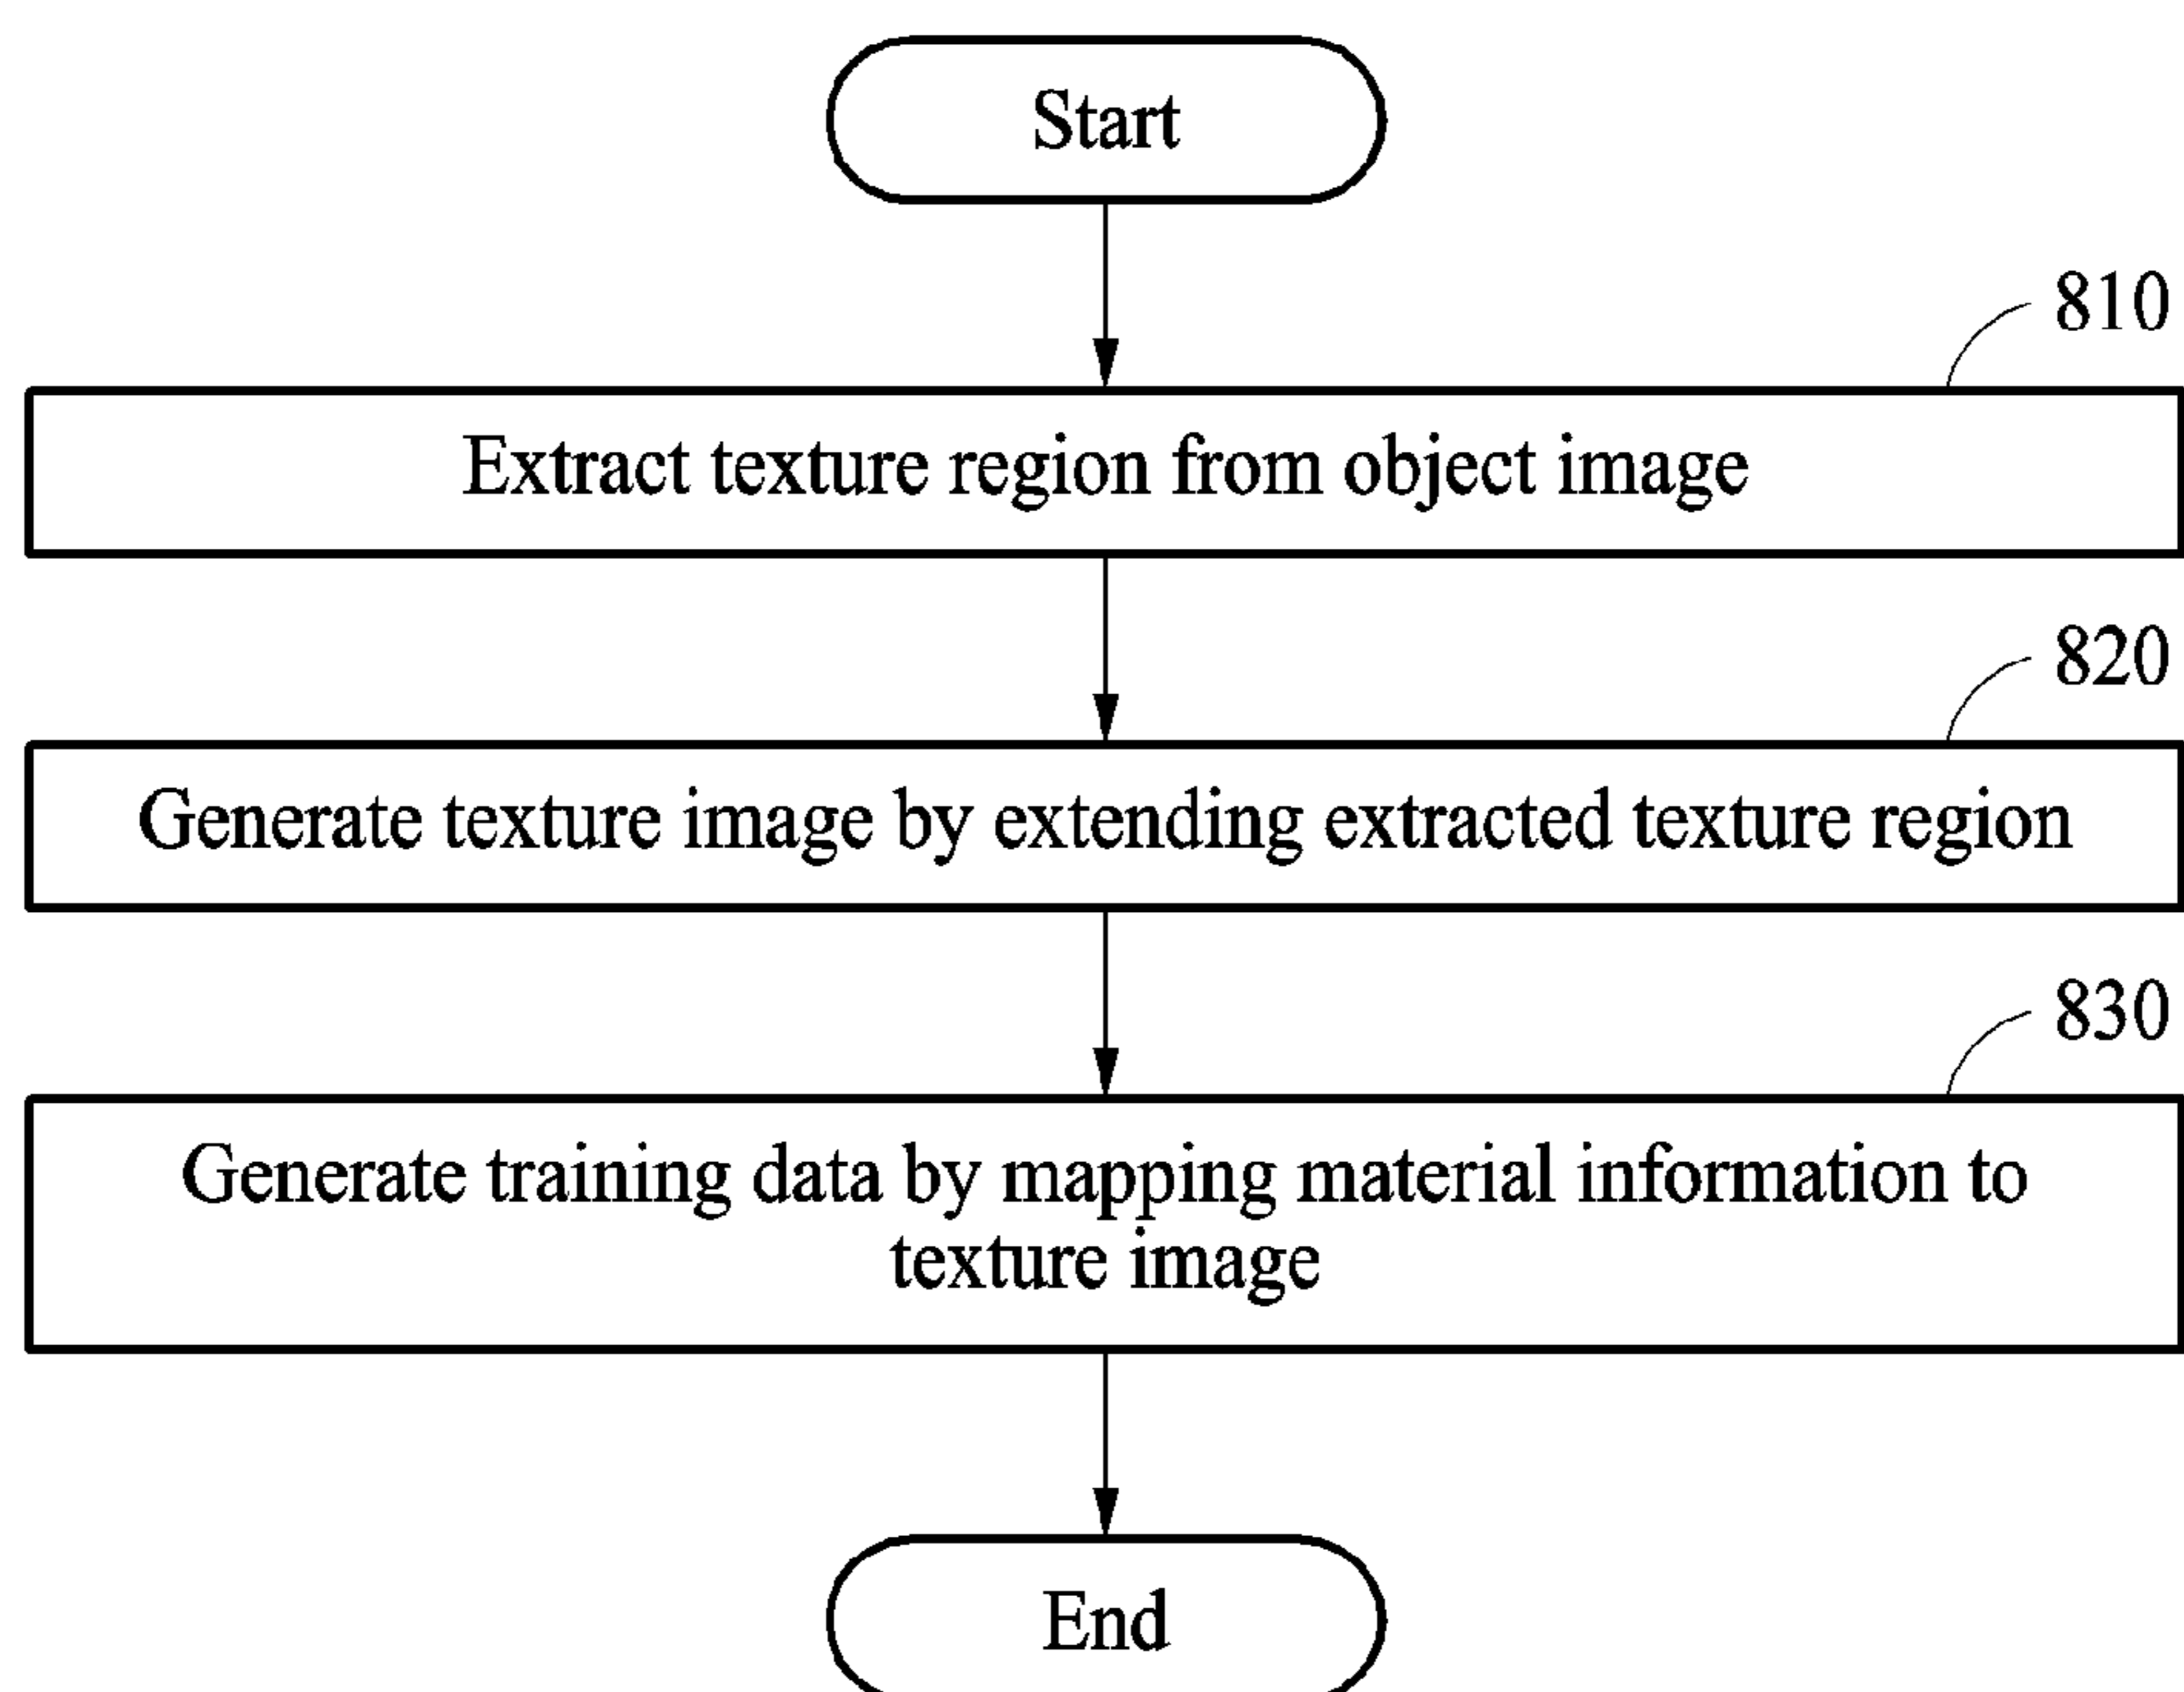 Start
810
Extract texture region from object image
820
Generate texture image by extending extracted texture region
830
Generate training data by mapping material information to
texture image
End